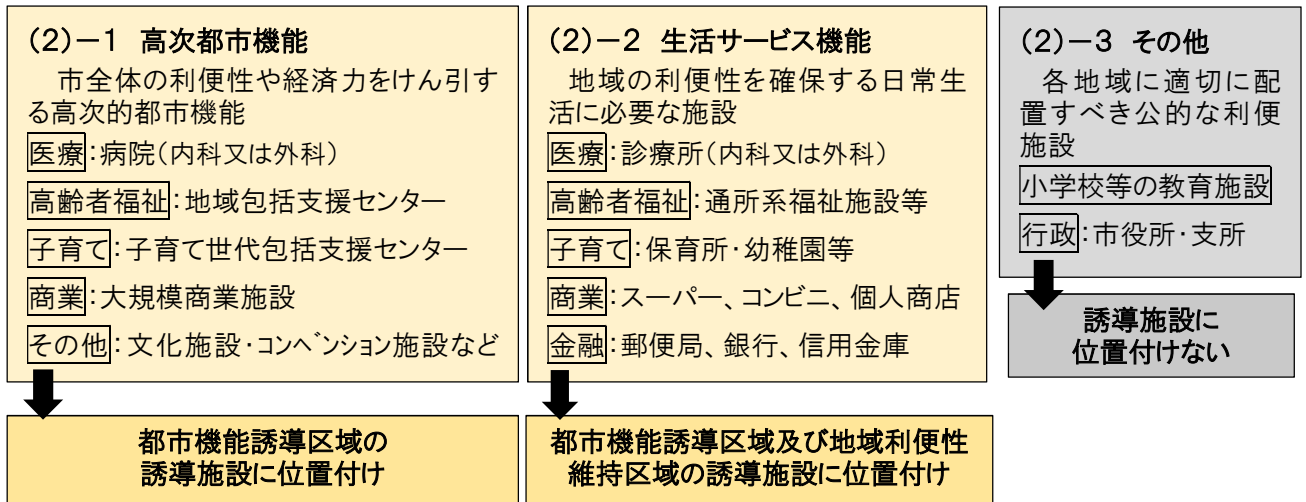 (2)－1 高次都市機能
市全体の利便性や経済力をけん引す
る高次的都市機能
医療：病院（内科又は外科）
高齢者福祉：地域包括支援センター
子育て：子育て世代包括支援センター
商業：大規模商業施設
その他：文化施設・コンベンション施設など
都市機能誘導区域の
誘導施設に位置付け
(2)－2 生活サービス機能
地域の利便性を確保する日常生
活に必要な施設
医療：診療所（内科又は外科）
高齢者福祉：通所系福祉施設等
子育て：保育所・幼稚園等
商業：スーパー、コンビニ、個人商店
金融：郵便局、銀行、信用金庫
都市機能誘導区域及び地域利便性
維持区域の誘導施設に位置付け
(2)－3 その他
各地域に適切に配
置すべき公的な利便
施設
小学校等の教育施設
行政：市役所・支所
誘導施設に
位置付けない